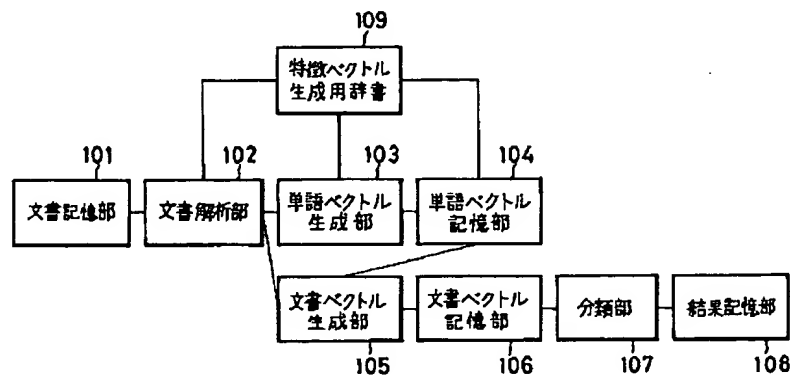 109
特徴ベクトル
生成用辞書
101
102
103
104
文書記憶部
文書解析部
単語ベクトル
生成部
単語ベクトル
記憶部
文書ベクトル
生成部
文書ベクトル
記憶部
分類部
結果記憶部
105
106
107
108